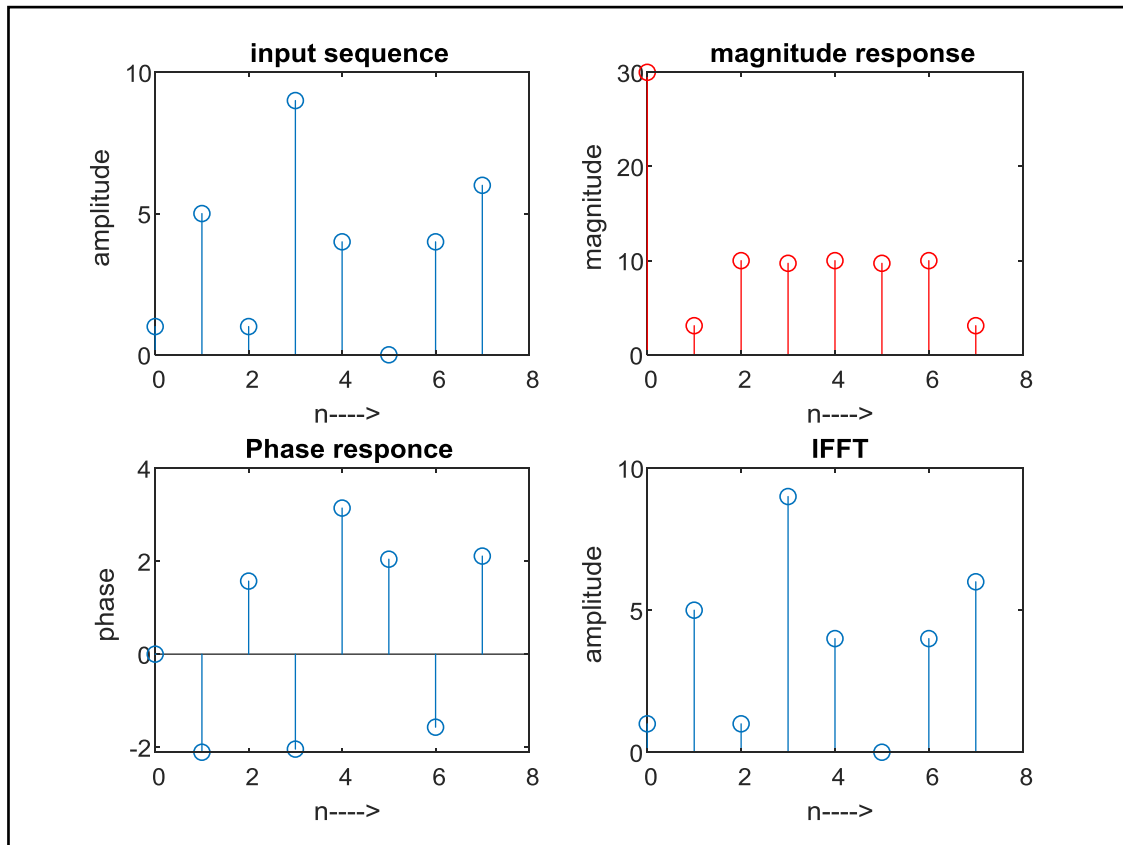 input sequence
10
5
0
amplitude
0 2 4 6 8
n---->
magnitude response
30
20
10
0
magnitude
0 2 4 6 8
n---->
Phase responce
4
2
0
-2
phase
0 2 4 6 8
n---->
IFFT
10
5
0
amplitude
0 2 4 6 8
n---->